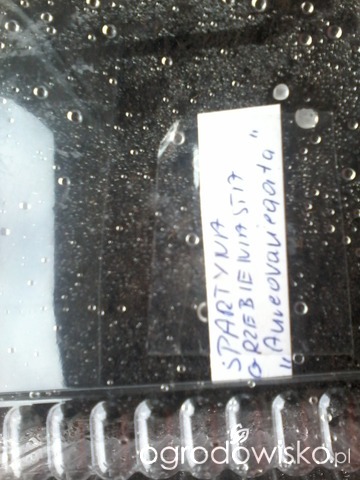 SPARTYNA
GRZEBIENIASTA
"Aureovariegata"
ogrodowisko.pl